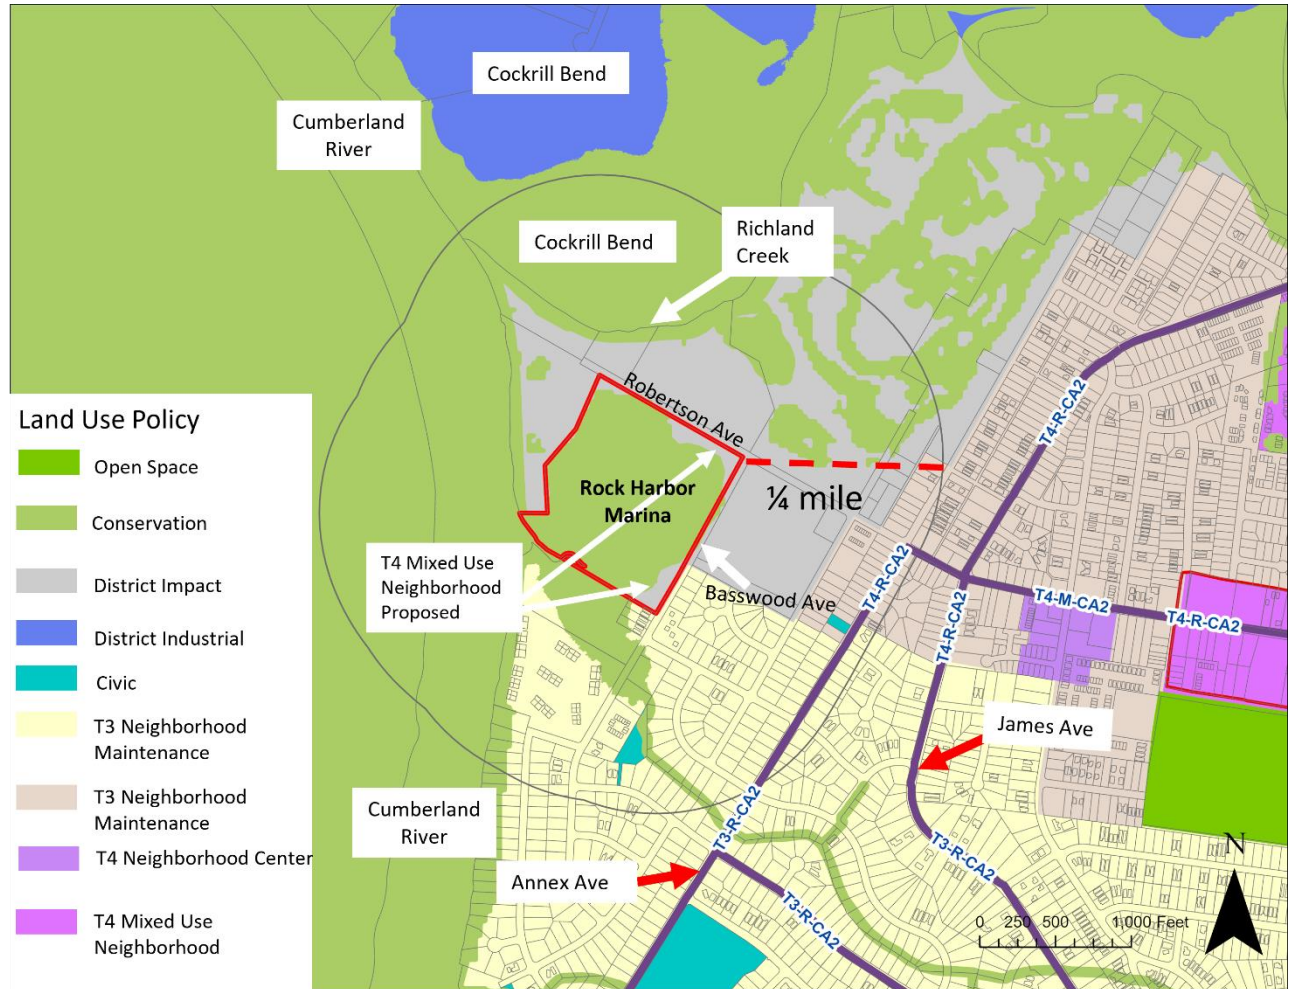 Cockrill Bend
Cumberland
River
Cockrill Bend
Richland
Creek
Robertson Ave
Rock Harbor
Marina
¼ mile
T4 Mixed Use
Neighborhood
Proposed
Basswood Ave
T4-R-CA2
T4-R-CA2
T4-R-CA2
T4-M-CA2
T4-R-CA2
James Ave
Cumberland
River
T3-R-CA2
Annex Ave
T3-R-CA2
T3-R-CA2
Land Use Policy
Open Space
Conservation
District Impact
District Industrial
Civic
T3 Neighborhood
Maintenance
T3 Neighborhood
Maintenance
T4 Neighborhood Center
T4 Mixed Use
Neighborhood
N
0 250 500 1,000 Feet